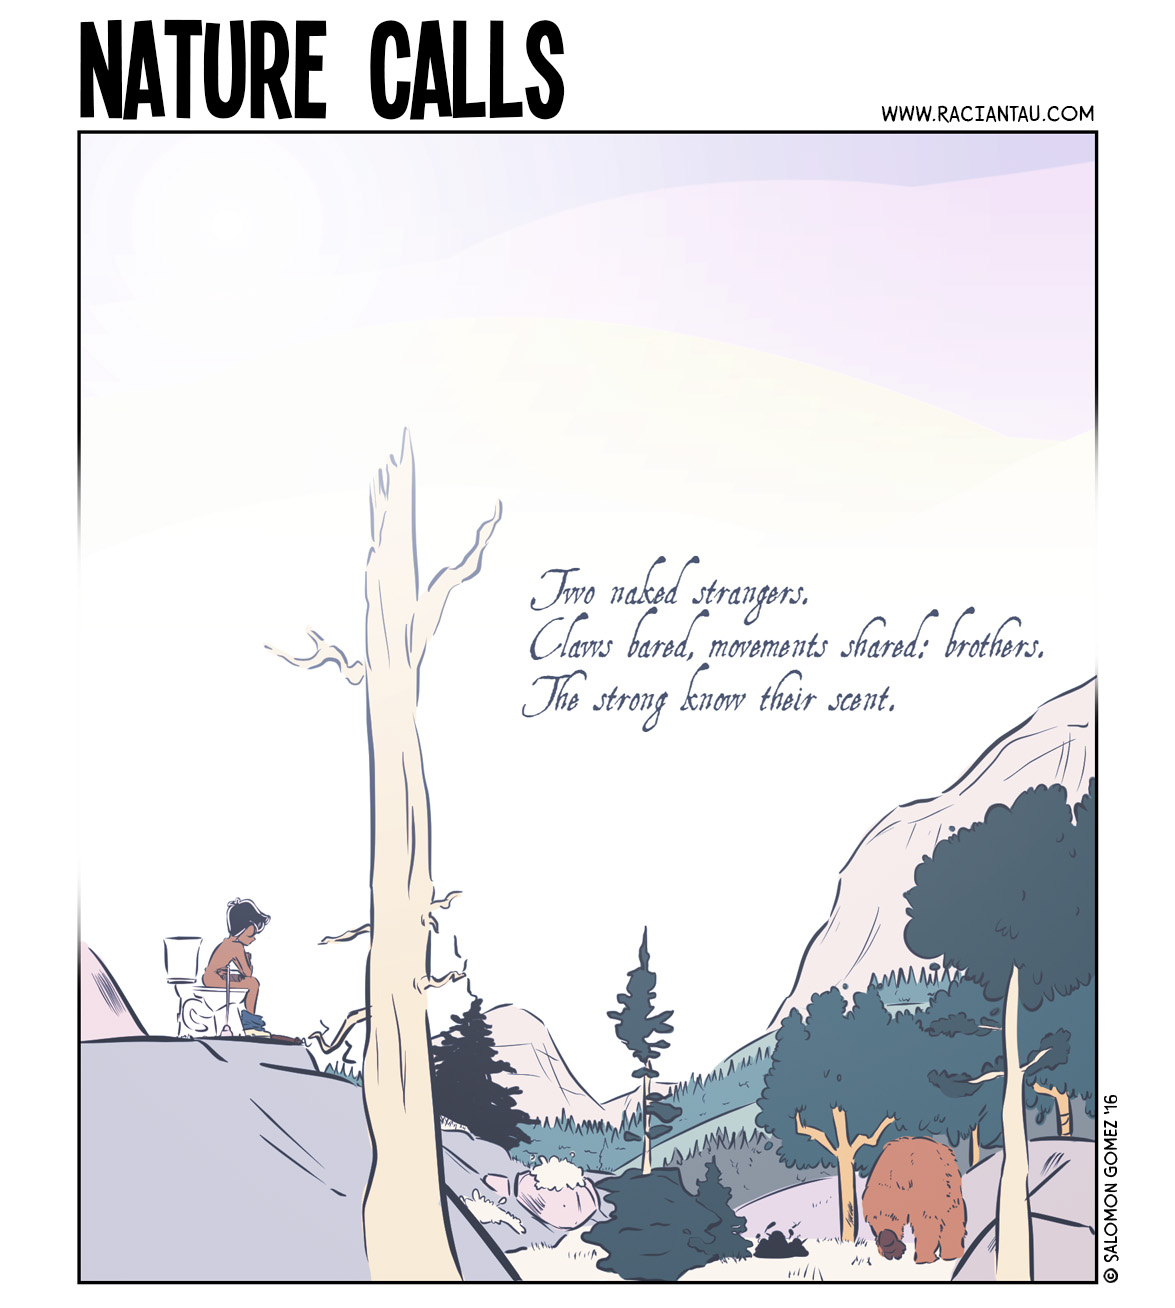 NATURE CALLS
WWW.RACIANTAU.COM
Two naked strangers.
Claws bared, movements shared: brothers.
The strong know their scent.
© SALOMON GOMEZ '16